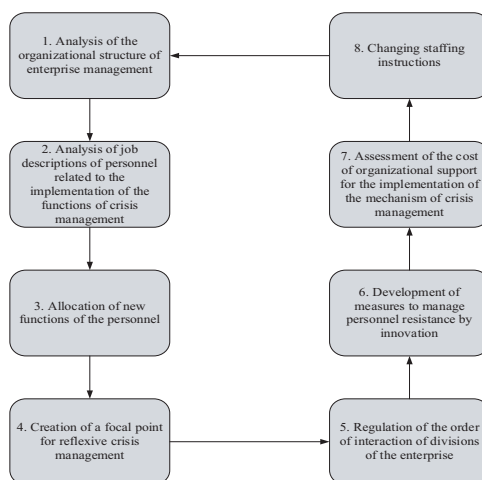 1. Analysis of the
organizational structure of
enterprise management
2. Analysis of job
descriptions of personnel
related to the
implementation of the
functions of crisis
management
3. Allocation of new
functions of the personnel
4. Creation of a focal point
for reflexive crisis
management
5. Regulation of the order
of interaction of divisions
of the enterprise
6. Development of
measures to manage
personnel resistance by
innovation
7. Assessment of the cost
of organizational support
for the implementation of
the mechanism of crisis
management
8. Changing staffing
instructions